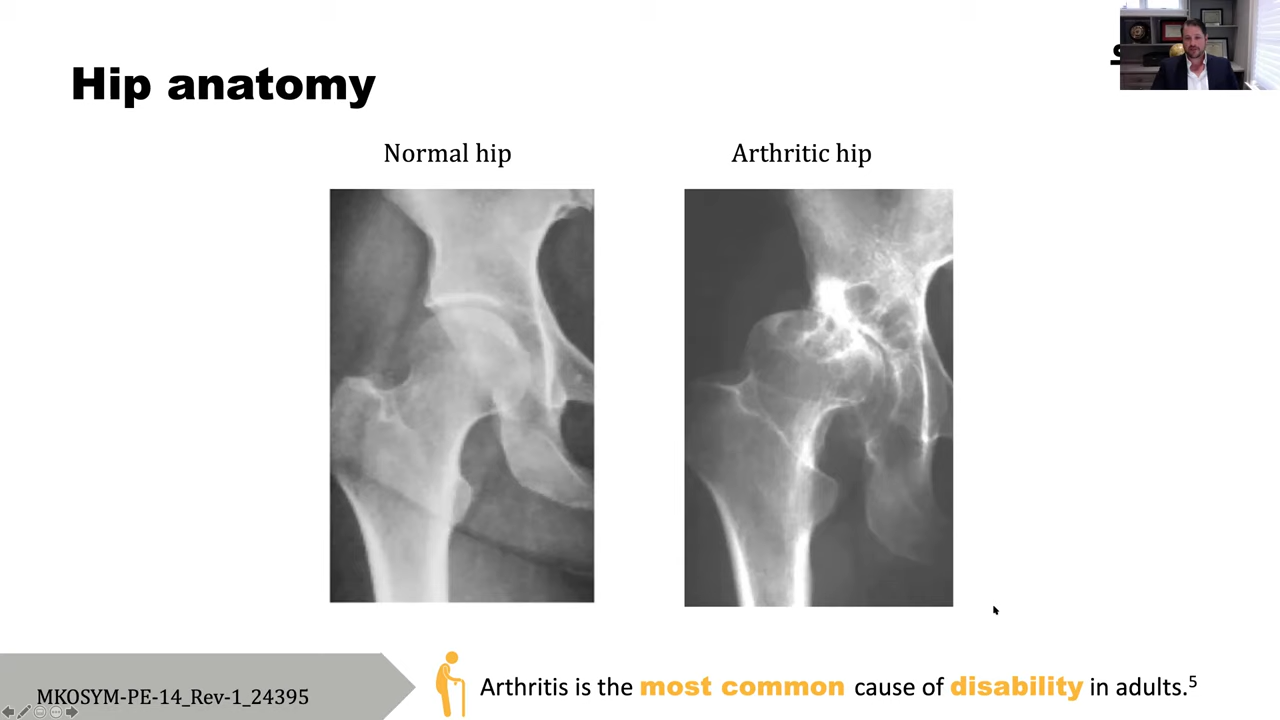 Hip anatomy
Normal hip
Arthritic hip
MKOSYM-PE-14_Rev-1_24395
Arthritis is the most common cause of disability in adults.⁵